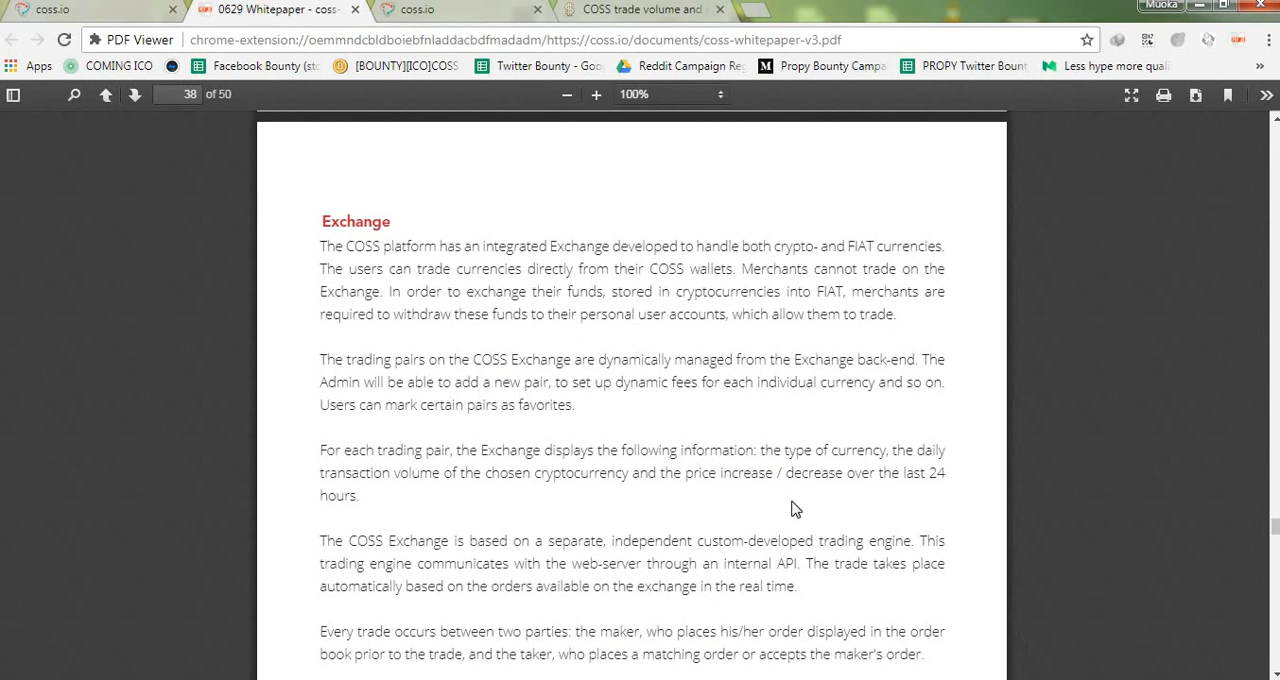 coss.io
0629 Whitepaper - coss-
coss.io
COSS trade volume and
Muoka
PDF Viewer
chrome-extension://oemmndcbldboiebfnladdacbdfmadadm/https://coss.io/documents/coss-whitepaper-v3.pdf
Apps
COMING ICO
Facebook Bounty (sto
[BOUNTY][ICO]COSS
Twitter Bounty - Goo
Reddit Campaign Reg
Propy Bounty Campa
PROPY Twitter Bount
Less hype more quali
»
38 of 50
100%
Exchange
The COSS platform has an integrated Exchange developed to handle both crypto- and FIAT currencies.
The users can trade currencies directly from their COSS wallets. Merchants cannot trade on the
Exchange. In order to exchange their funds, stored in cryptocurrencies into FIAT, merchants are
required to withdraw these funds to their personal user accounts, which allow them to trade.
The trading pairs on the COSS Exchange are dynamically managed from the Exchange back-end. The
Admin will be able to add a new pair, to set up dynamic fees for each individual currency and so on.
Users can mark certain pairs as favorites.
For each trading pair, the Exchange displays the following information: the type of currency, the daily
transaction volume of the chosen cryptocurrency and the price increase / decrease over the last 24
hours.
The COSS Exchange is based on a separate, independent custom-developed trading engine. This
trading engine communicates with the web-server through an internal API. The trade takes place
automatically based on the orders available on the exchange in the real time.
Every trade occurs between two parties: the maker, who places his/her order displayed in the order
book prior to the trade, and the taker, who places a matching order or accepts the maker's order.